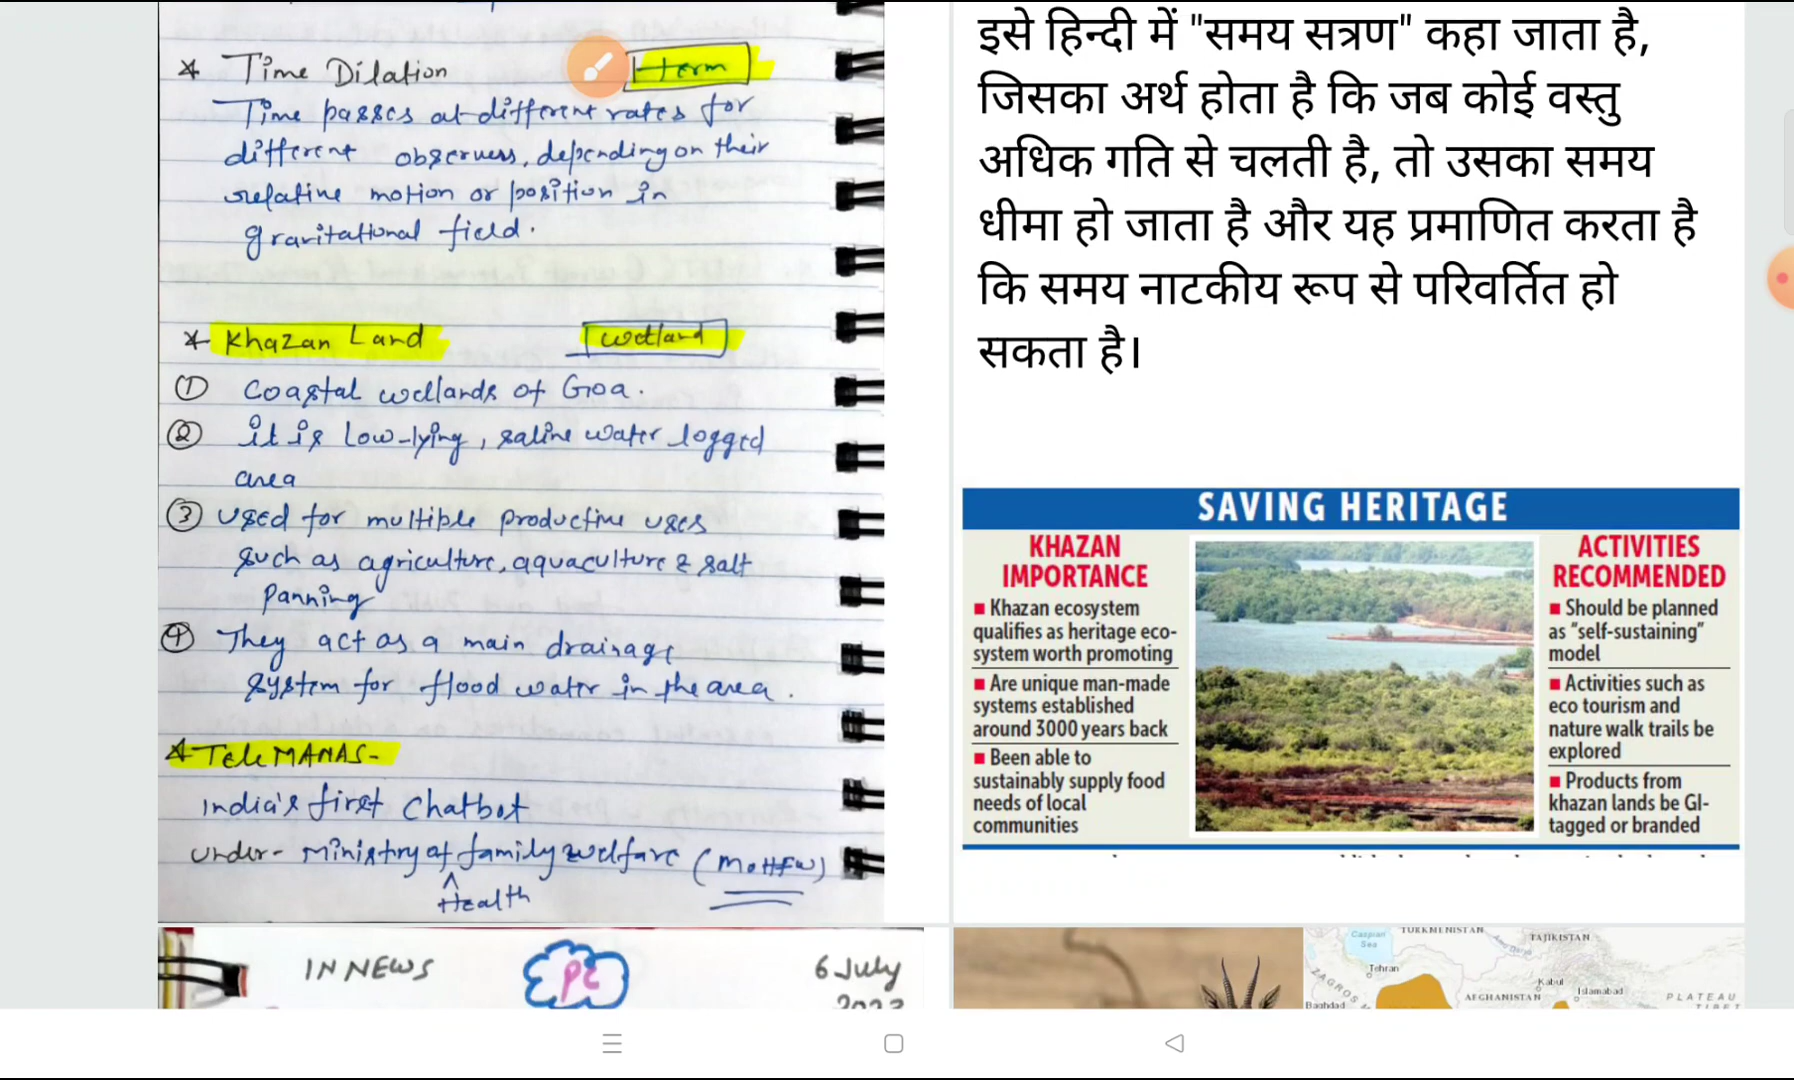 * Time Dilation term
Time passes at different rates for
different observers, depending on their
relative motion or position in
gravitational field.
* Khazan Land wetland
① Coastal wetlands of Goa.
② it is low-lying, saline water logged
area
③ used for multiple productive uses
such as agriculture, aquaculture & salt
Panning
④ They act as a main drainage
system for flood water in the area.
* TeleMANAS-
India's first Chatbot
under- Ministry of family welfare (MoHFW)
^
Health
IN NEWS PC 6 July
इसे हिन्दी में "समय सत्रण" कहा जाता है,
जिसका अर्थ होता है कि जब कोई वस्तु
अधिक गति से चलती है, तो उसका समय
धीमा हो जाता है और यह प्रमाणित करता है
कि समय नाटकीय रूप से परिवर्तित हो
सकता है।
SAVING HERITAGE
KHAZAN
IMPORTANCE
■ Khazan ecosystem
qualifies as heritage eco-
system worth promoting
■ Are unique man-made
systems established
around 3000 years back
■ Been able to
sustainably supply food
needs of local
communities
ACTIVITIES
RECOMMENDED
■ Should be planned
as “self-sustaining”
model
■ Activities such as
eco tourism and
nature walk trails be
explored
■ Products from
khazan lands be GI-
tagged or branded
Caspian
Sea
TURKMENISTAN
TAJIKISTAN
Amu Darya
Tehran
ZAGROS
Baghdad
Kabul
Islamabad
AFGHANISTAN
PLATEAU